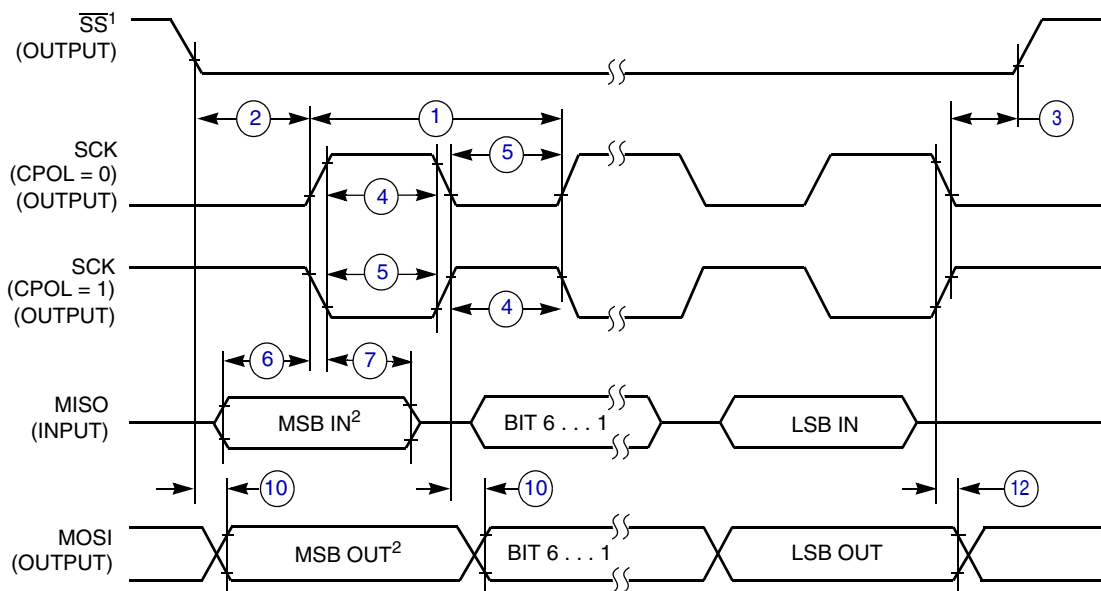 SS¹
(OUTPUT)
2
1
3
SCK
(CPOL = 0)
(OUTPUT)
5
4
SCK
(CPOL = 1)
(OUTPUT)
5
4
6
7
MISO
(INPUT)
MSB IN²
BIT 6 . . . 1
LSB IN
10
10
12
MOSI
(OUTPUT)
MSB OUT²
BIT 6 . . . 1
LSB OUT